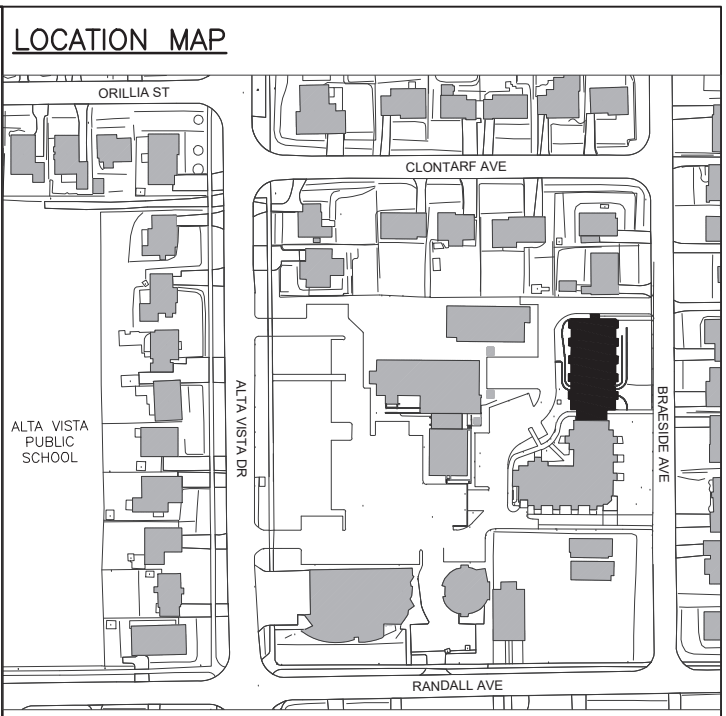 LOCATION MAP
ORILLIA ST
CLONTARF AVE
ALTA VISTA DR
BRAESIDE AVE
ALTA VISTA
PUBLIC
SCHOOL
RANDALL AVE